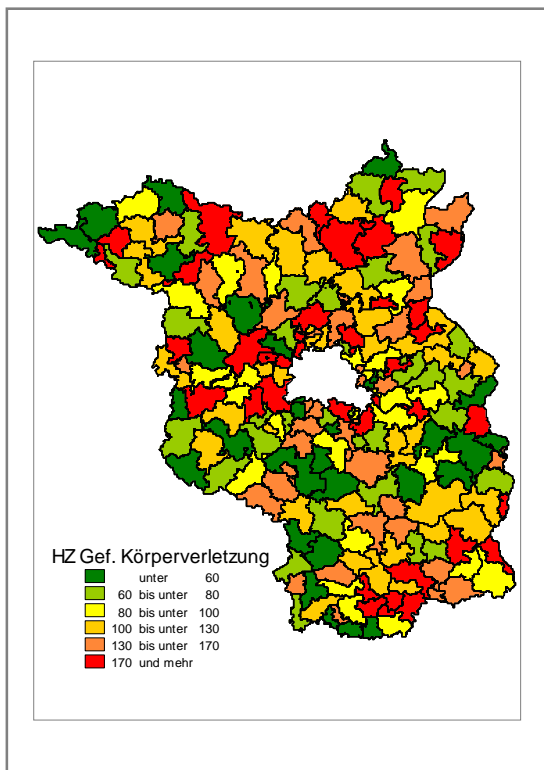 HZ Gef. Körperverletzung
unter 60
60 bis unter 80
80 bis unter 100
100 bis unter 130
130 bis unter 170
170 und mehr